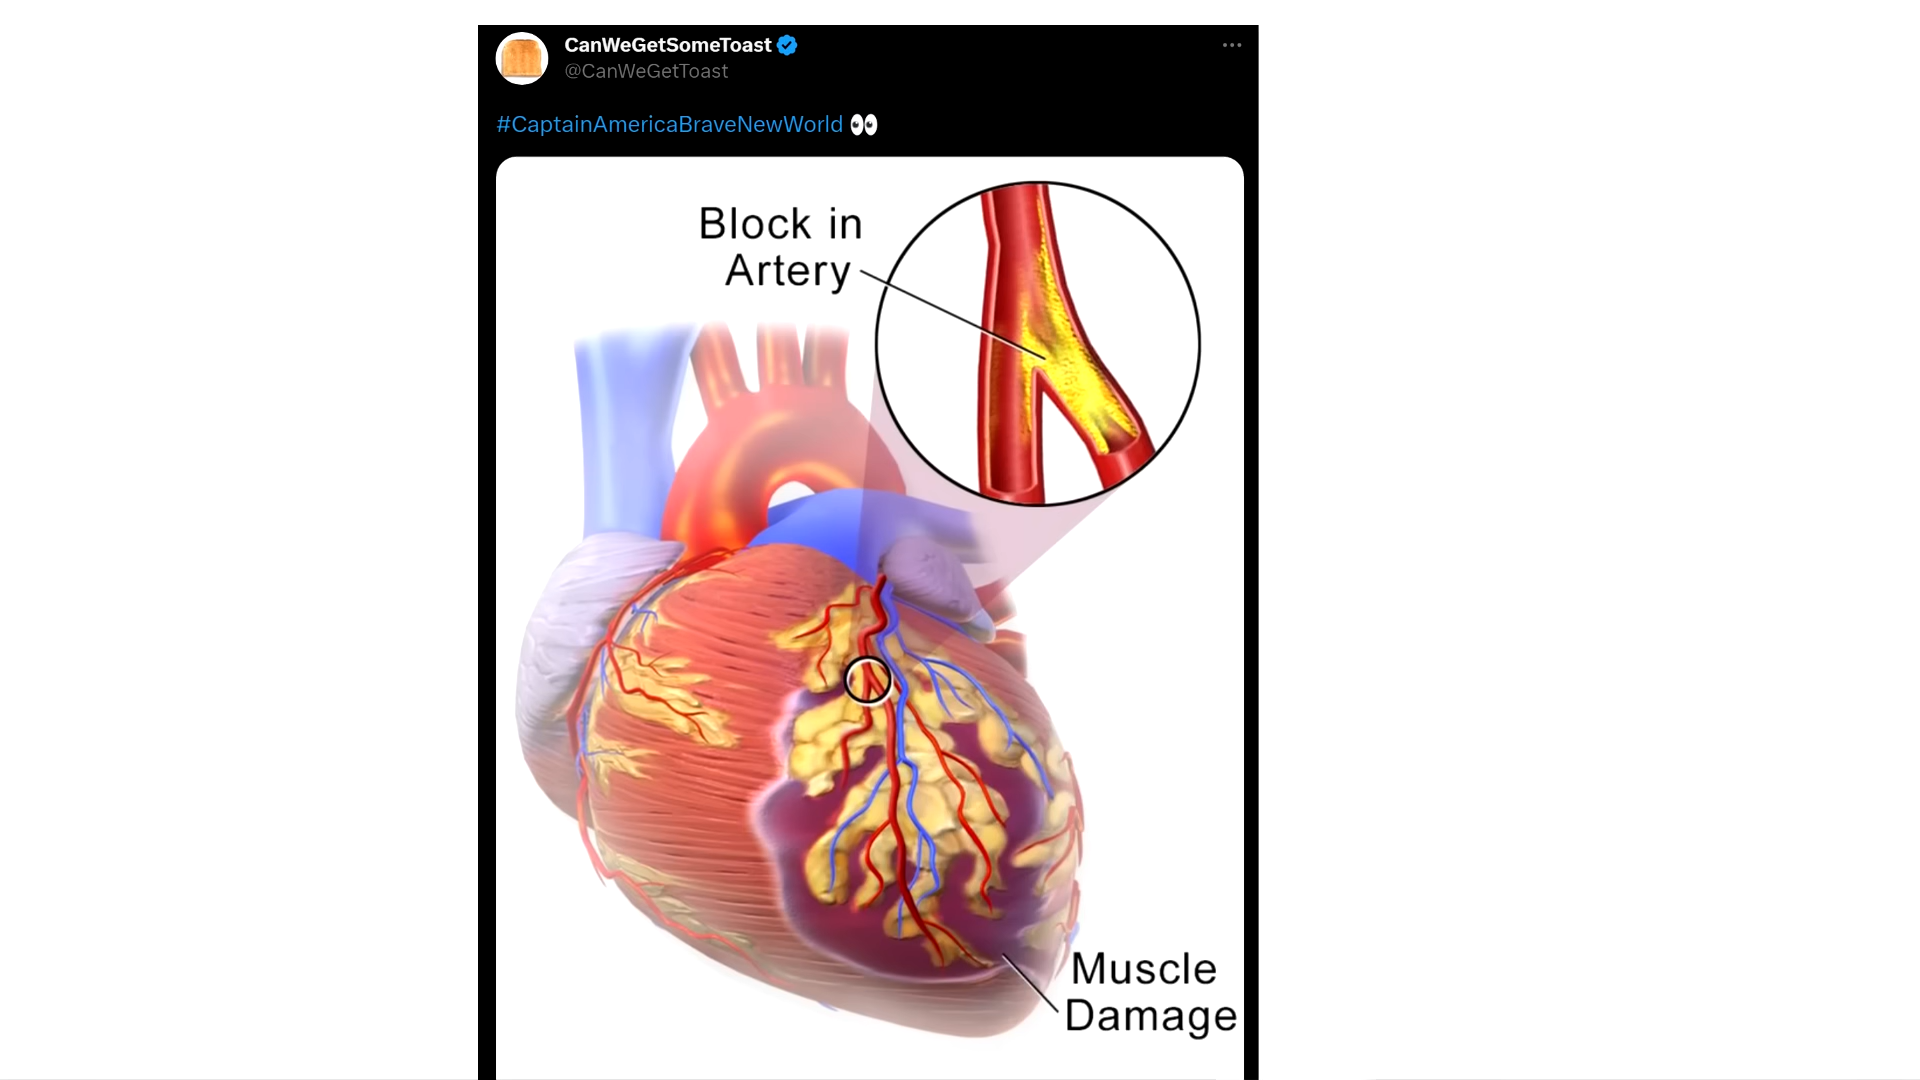 CanWeGetSomeToast
@CanWeGetToast
#CaptainAmericaBraveNewWorld 👀
Block in
Artery
Muscle
Damage